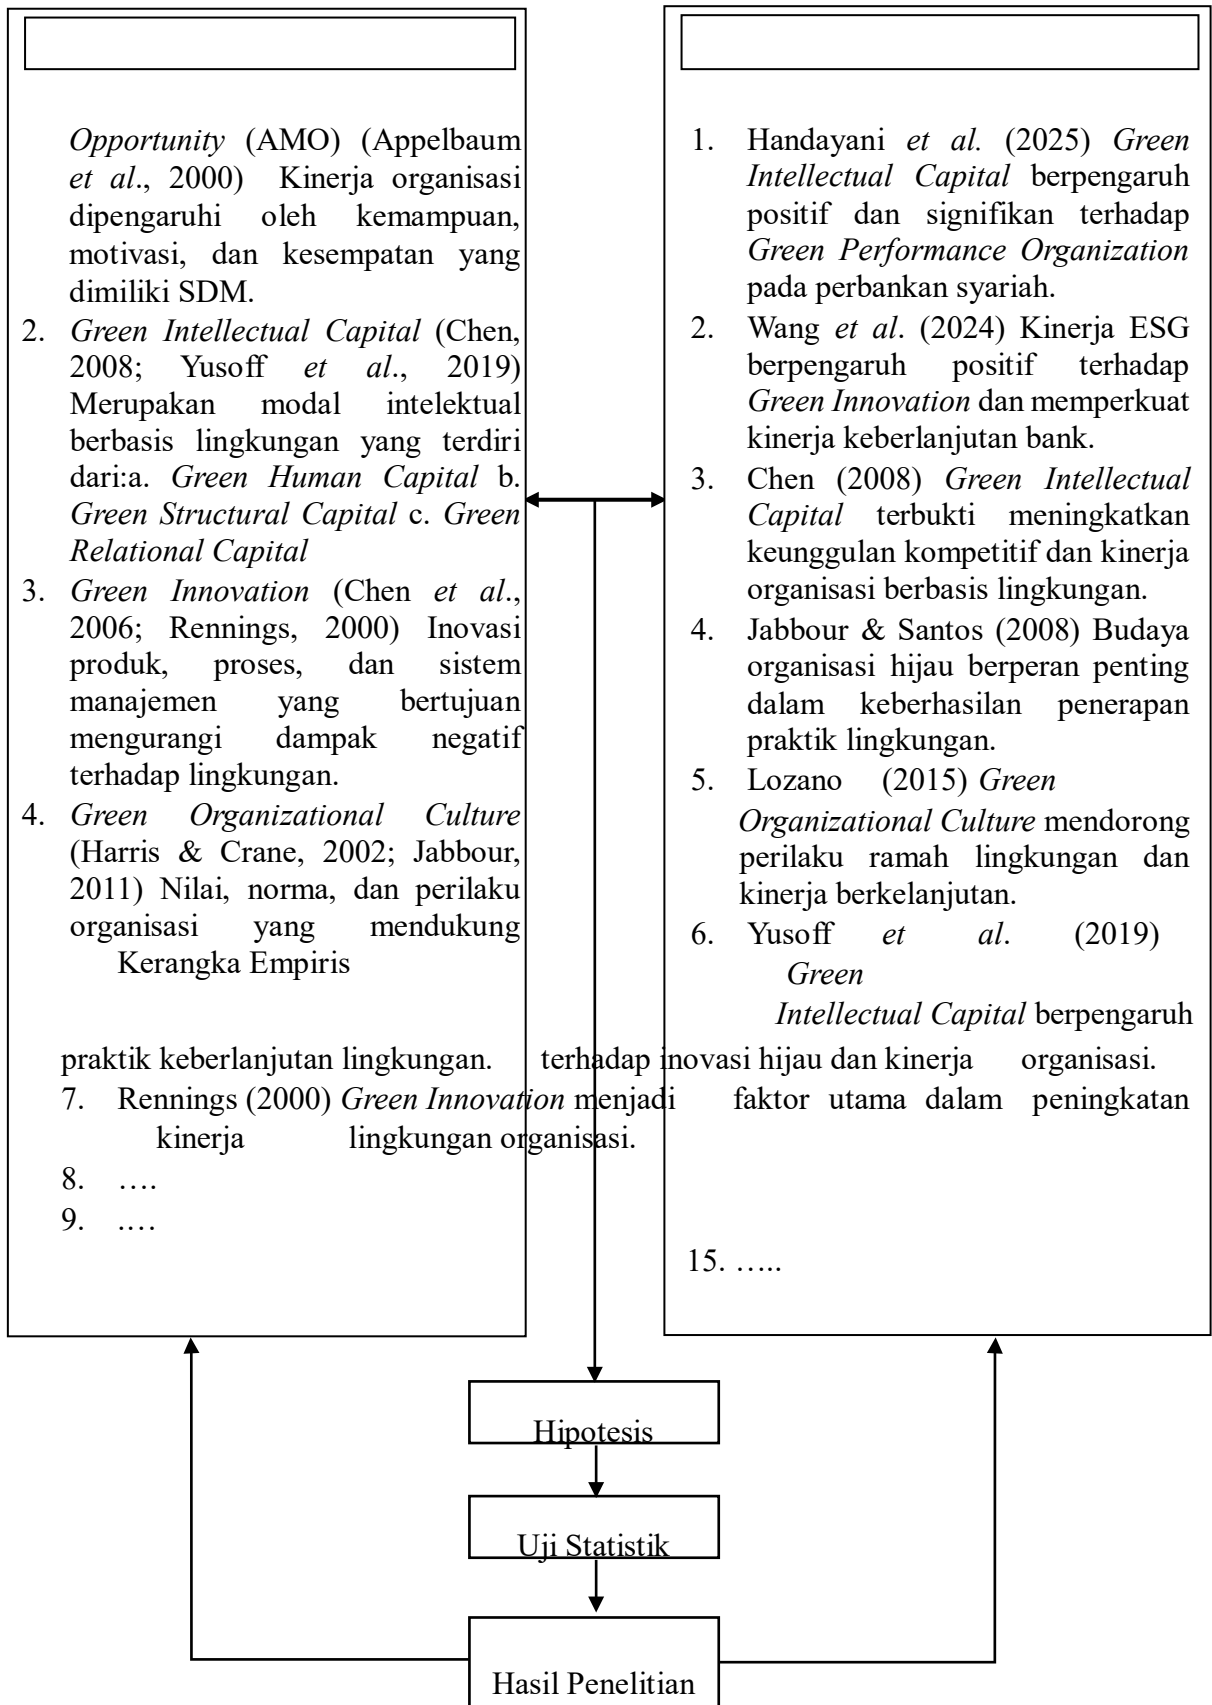 Opportunity (AMO) (Appelbaum
et al., 2000) Kinerja organisasi
dipengaruhi oleh kemampuan,
motivasi, dan kesempatan yang
dimiliki SDM.
2. Green Intellectual Capital (Chen,
2008; Yusoff et al., 2019)
Merupakan modal intelektual
berbasis lingkungan yang terdiri
dari:a. Green Human Capital b.
Green Structural Capital c. Green
Relational Capital
3. Green Innovation (Chen et al.,
2006; Rennings, 2000) Inovasi
produk, proses, dan sistem
manajemen yang bertujuan
mengurangi dampak negatif
terhadap lingkungan.
4. Green Organizational Culture
(Harris & Crane, 2002; Jabbour,
2011) Nilai, norma, dan perilaku
organisasi yang mendukung
Kerangka Empiris
1. Handayani et al. (2025) Green
Intellectual Capital berpengaruh
positif dan signifikan terhadap
Green Performance Organization
pada perbankan syariah.
2. Wang et al. (2024) Kinerja ESG
berpengaruh positif terhadap
Green Innovation dan memperkuat
kinerja keberlanjutan bank.
3. Chen (2008) Green Intellectual
Capital terbukti meningkatkan
keunggulan kompetitif dan kinerja
organisasi berbasis lingkungan.
4. Jabbour & Santos (2008) Budaya
organisasi hijau berperan penting
dalam keberhasilan penerapan
praktik lingkungan.
5. Lozano (2015) Green
Organizational Culture mendorong
perilaku ramah lingkungan dan
kinerja berkelanjutan.
6. Yusoff et al. (2019)
Green
Intellectual Capital berpengaruh
praktik keberlanjutan lingkungan. terhadap inovasi hijau dan kinerja organisasi.
7. Rennings (2000) Green Innovation menjadi faktor utama dalam peningkatan
kinerja lingkungan organisasi.
8. ….
9. .…
15. …..
Hipotesis
Uji Statistik
Hasil Penelitian